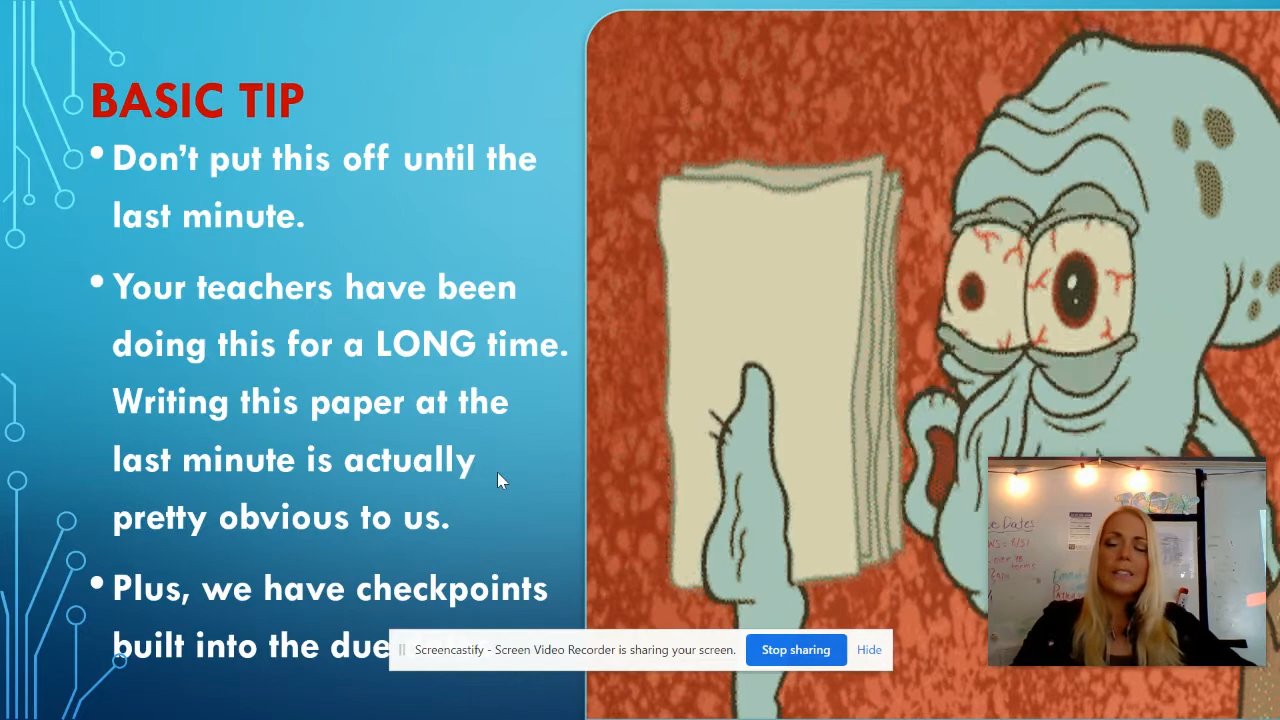 BASIC TIP
• Don't put this off until the
last minute.
• Your teachers have been
doing this for a LONG time.
Writing this paper at the
last minute is actually
pretty obvious to us.
• Plus, we have checkpoints
built into the due
Screencastify - Screen Video Recorder is sharing your screen.
Stop sharing
Hide
Dates